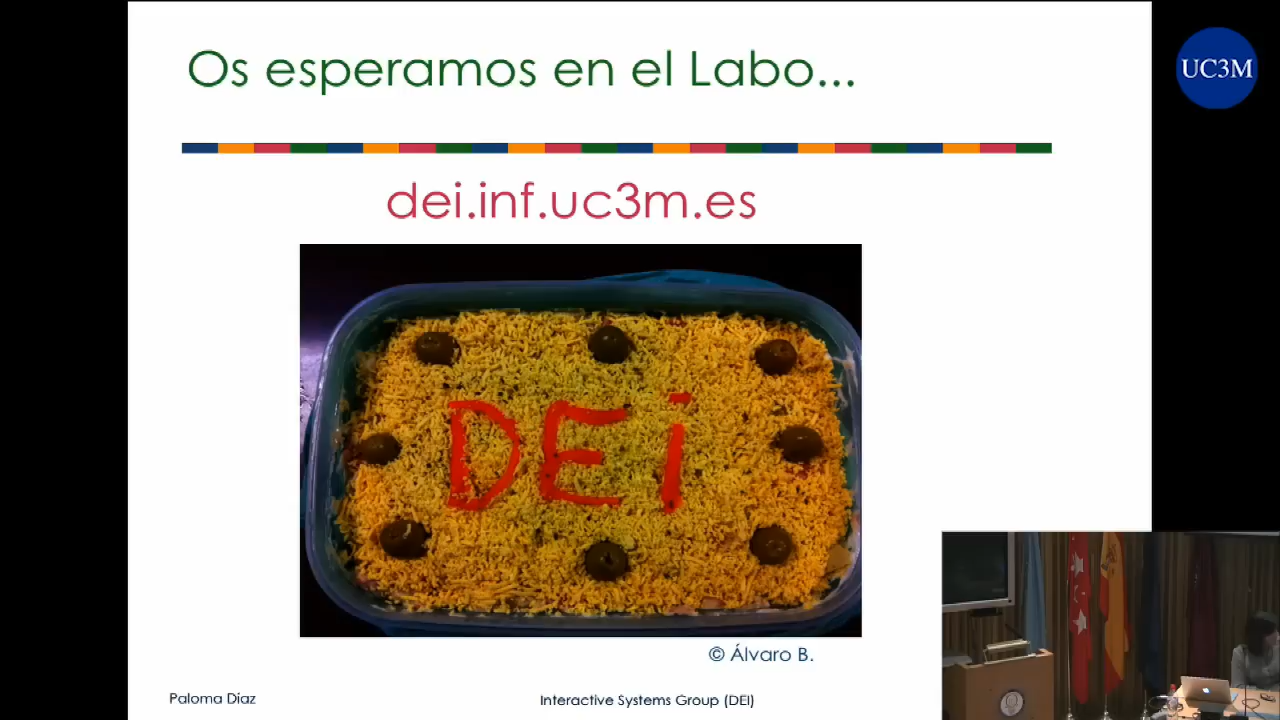 Os esperamos en el Labo...
UC3M
dei.inf.uc3m.es
DEi
© Álvaro B.
Paloma Díaz
Interactive Systems Group (DEI)